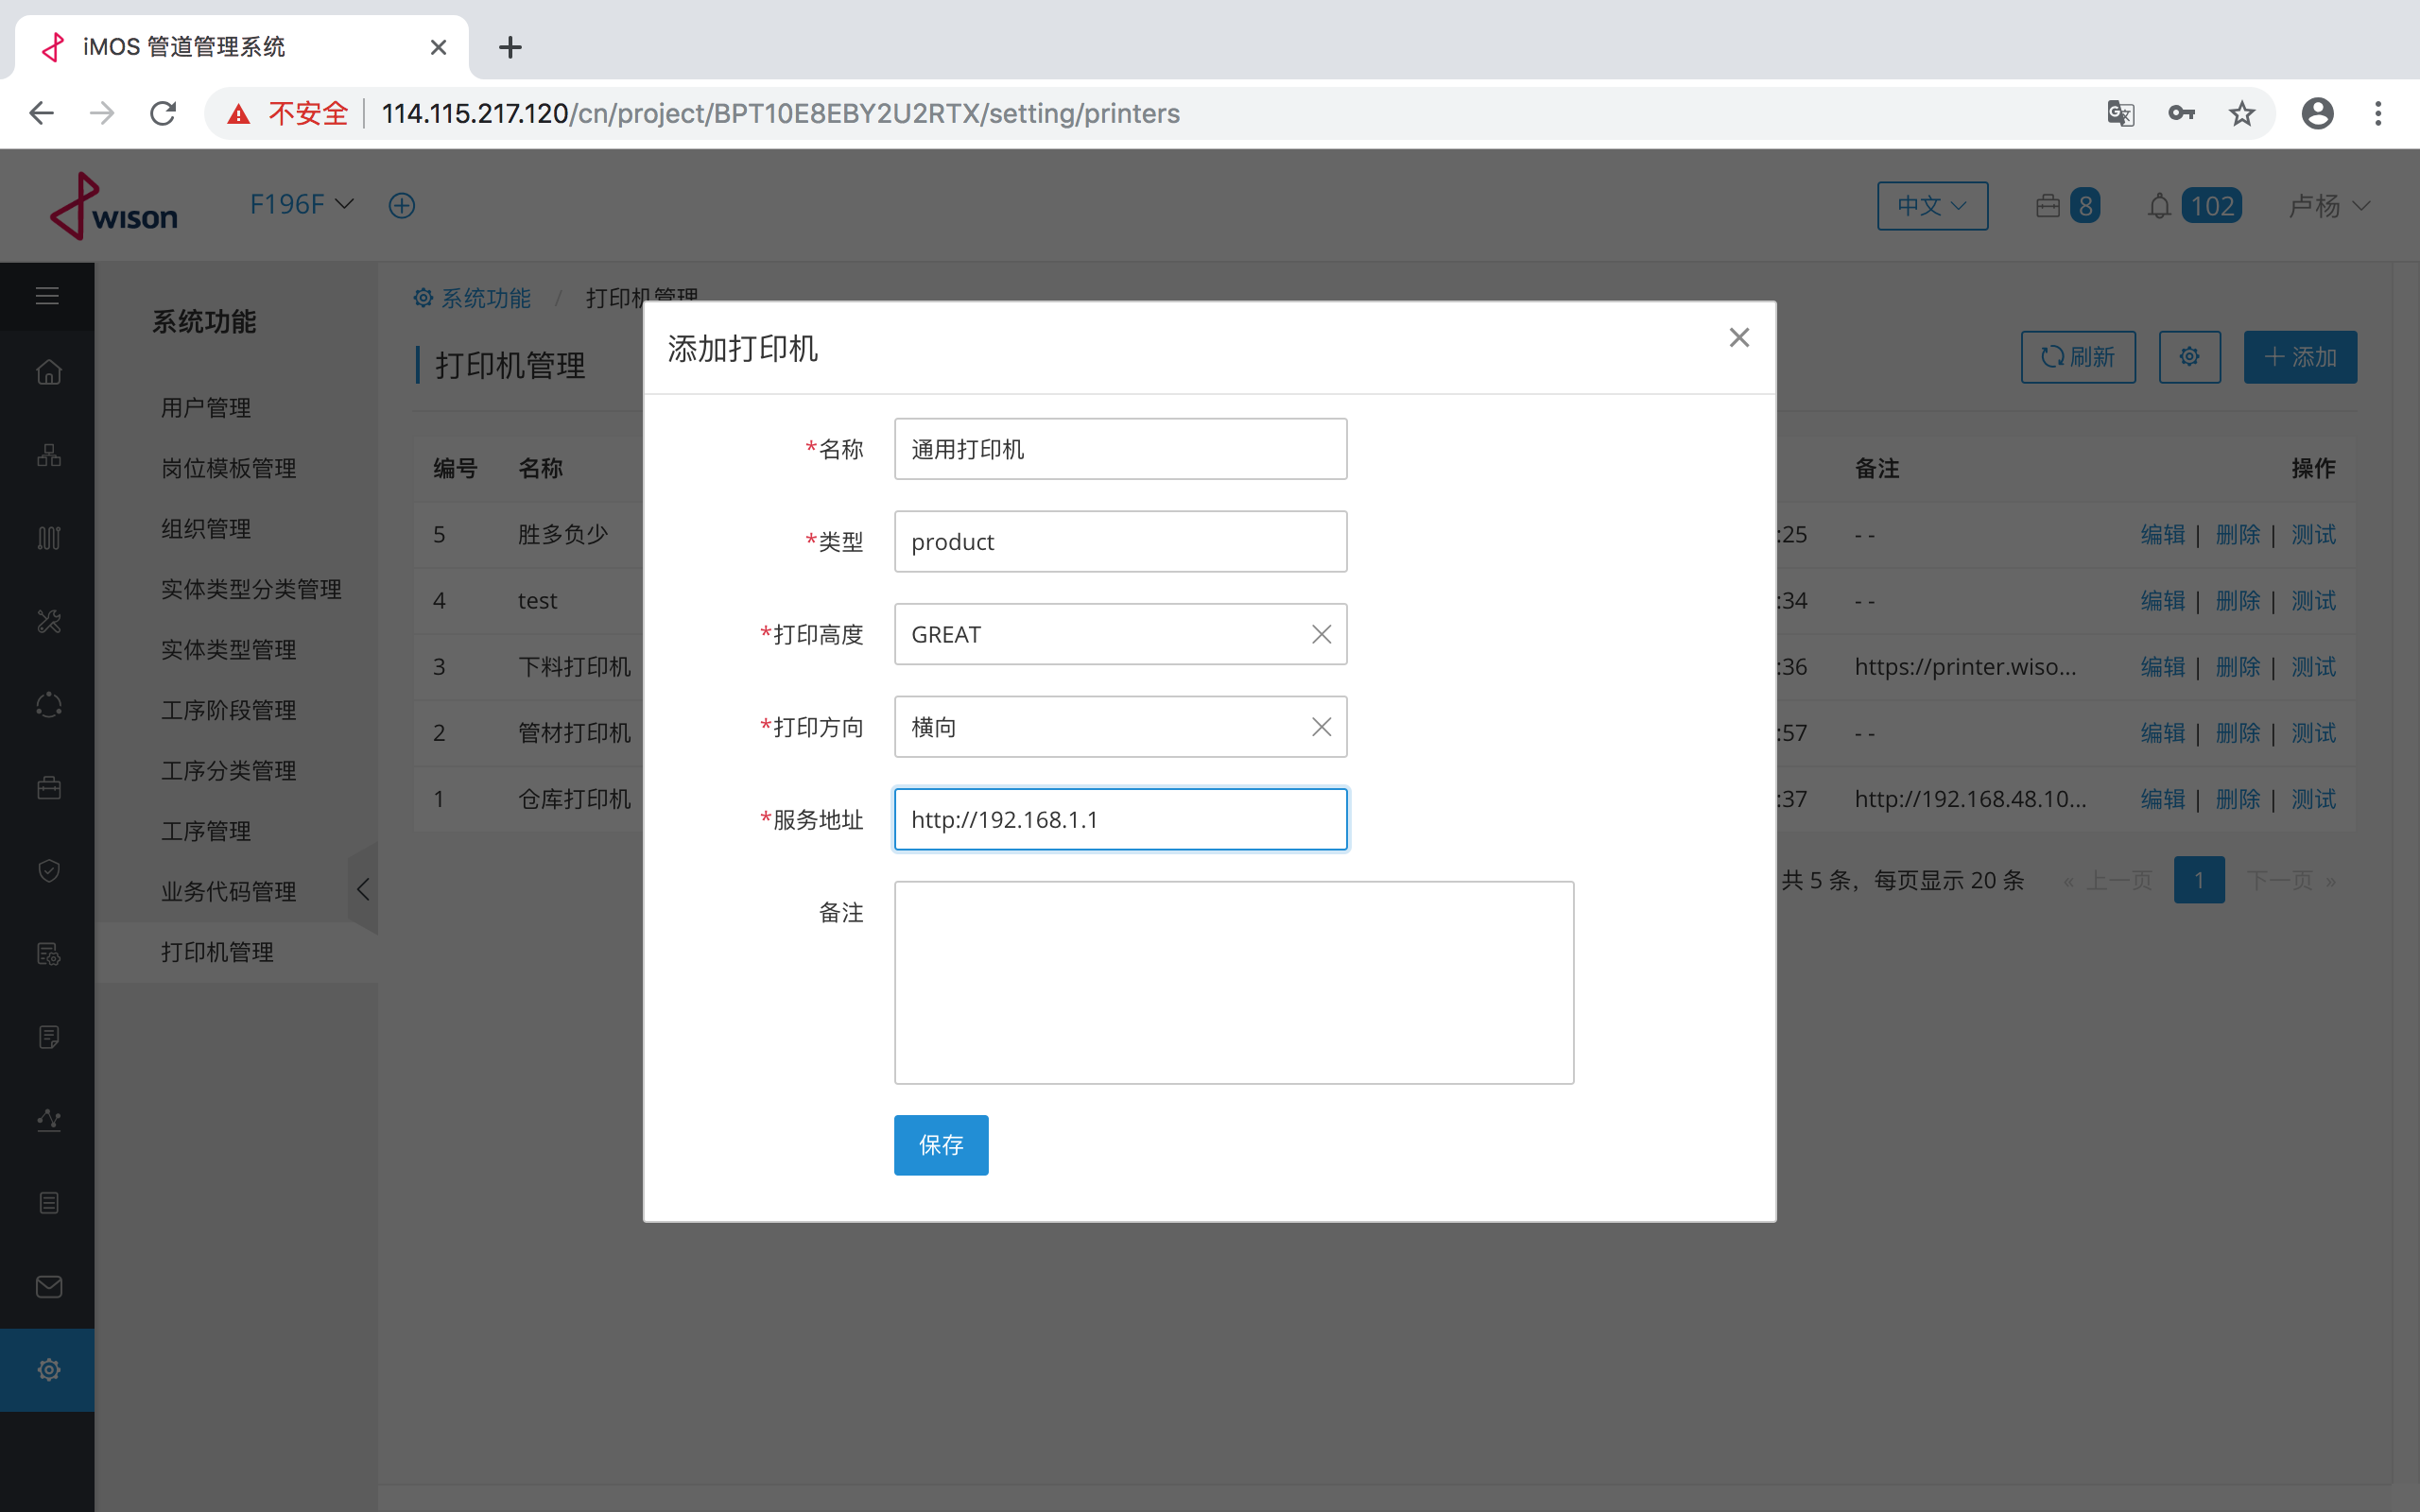 iMOS 管道管理系统
不安全 114.115.217.120/cn/project/BPT10E8EBY2U2RTX/setting/printers
wison F196F 中文 8 102 卢杨
系统功能
用户管理
岗位模板管理
组织管理
实体类型分类管理
实体类型管理
工序阶段管理
工序分类管理
工序管理
业务代码管理
打印机管理
系统功能 / 打印机管理
打印机管理 刷新 添加
编号 名称 备注 操作
5 胜多负少 :25 - - 编辑 | 删除 | 测试
4 test :34 - - 编辑 | 删除 | 测试
3 下料打印机 :36 https://printer.wiso... 编辑 | 删除 | 测试
2 管材打印机 :57 - - 编辑 | 删除 | 测试
1 仓库打印机 :37 http://192.168.48.10... 编辑 | 删除 | 测试
共 5 条，每页显示 20 条 « 上一页 1 下一页 »
添加打印机
*名称 通用打印机
*类型 product
*打印高度 GREAT
*打印方向 横向
*服务地址 http://192.168.1.1
备注
保存